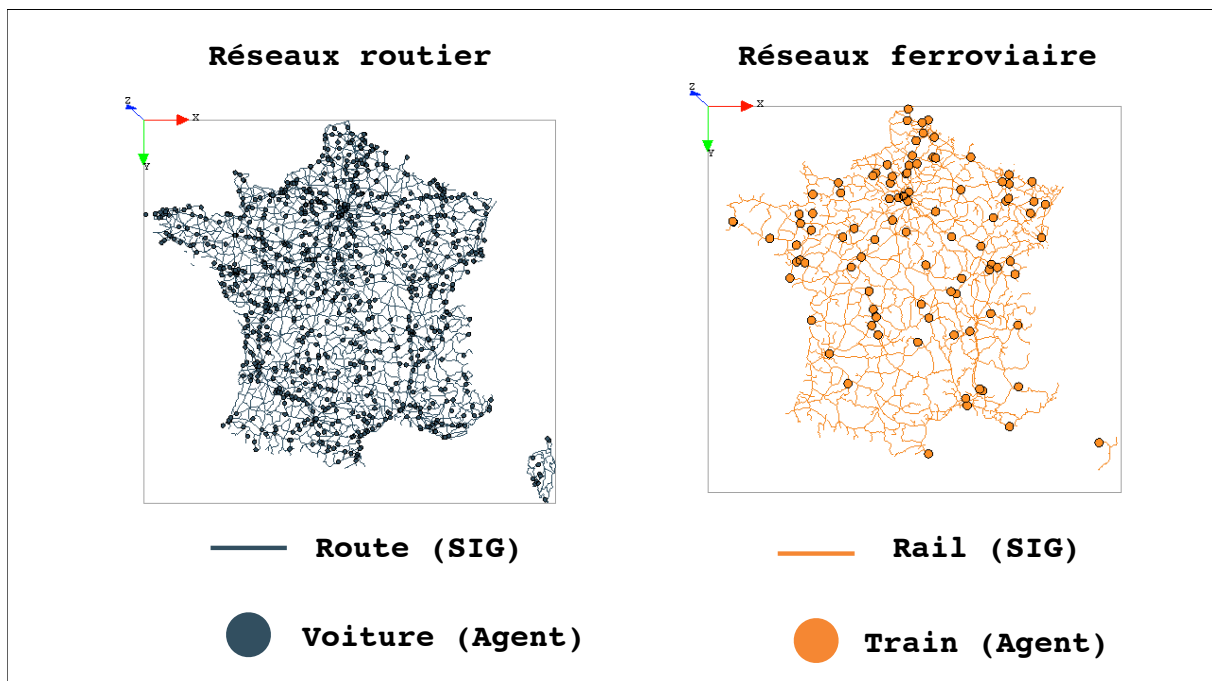 Réseaux routier
Réseaux ferroviaire
Z
X
Y
Z
X
Y
Route (SIG)
Rail (SIG)
Voiture (Agent)
Train (Agent)